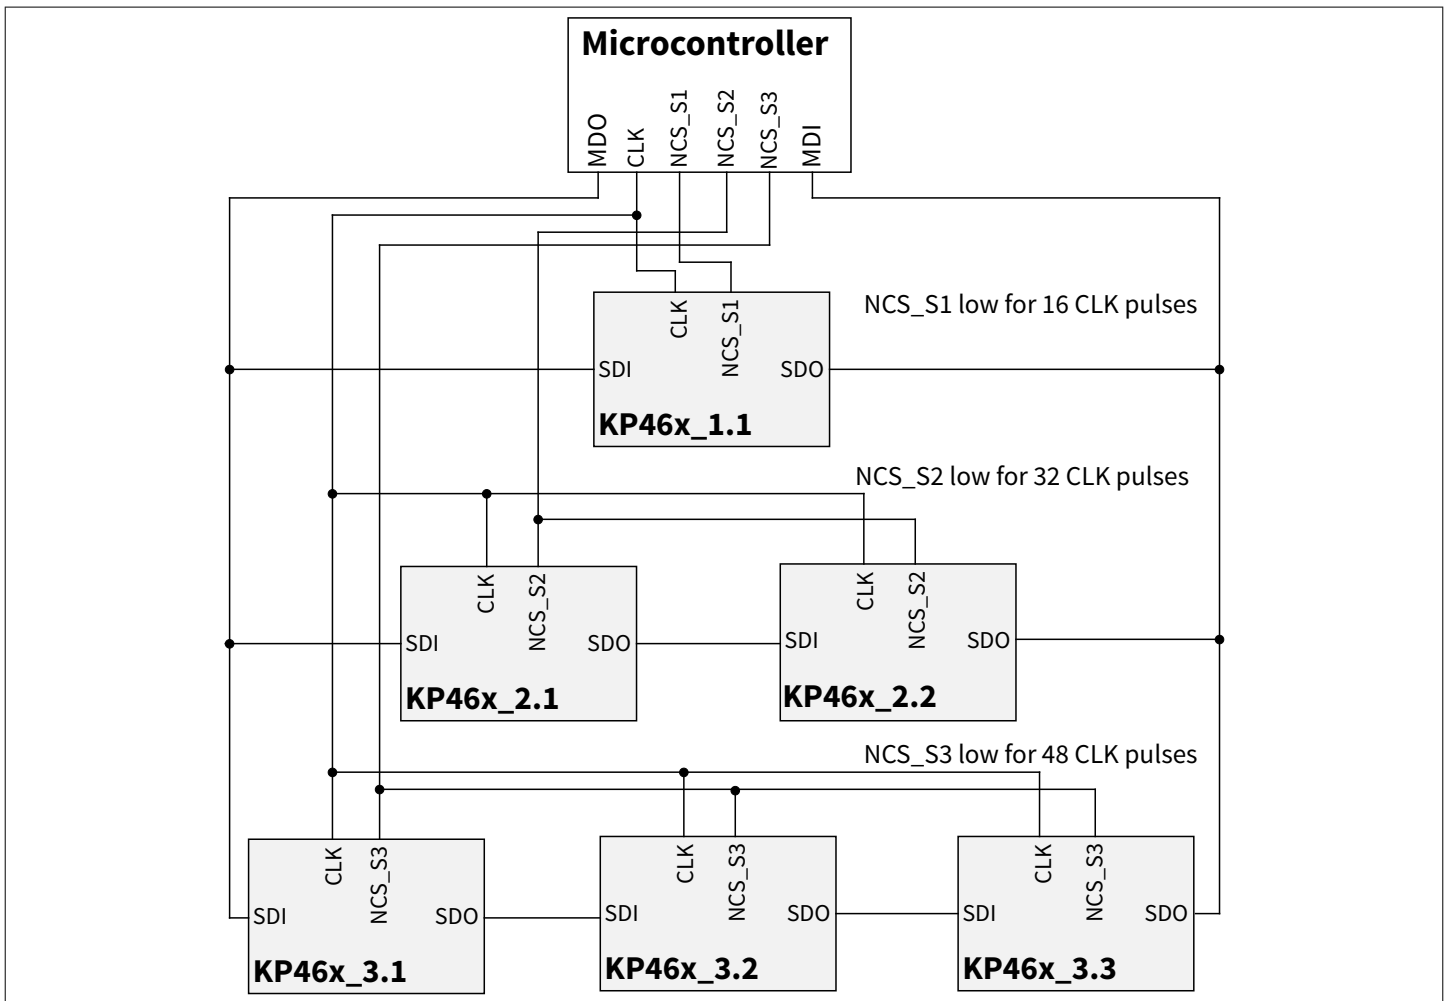 Microcontroller
MDO
CLK
NCS_S1
NCS_S2
NCS_S3
MDI
NCS_S1 low for 16 CLK pulses
CLK
NCS_S1
SDI
SDO
KP46x_1.1
NCS_S2 low for 32 CLK pulses
CLK
NCS_S2
SDI
SDO
KP46x_2.1
CLK
NCS_S2
SDI
SDO
KP46x_2.2
NCS_S3 low for 48 CLK pulses
CLK
NCS_S3
SDI
SDO
KP46x_3.1
CLK
NCS_S3
SDI
SDO
KP46x_3.2
CLK
NCS_S3
SDI
SDO
KP46x_3.3